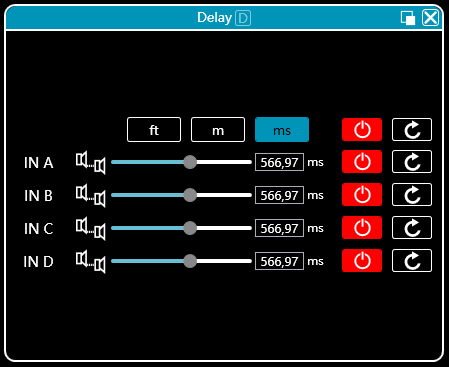 Delay D
ft m ms
IN A 566,97 ms
IN B 566,97 ms
IN C 566,97 ms
IN D 566,97 ms